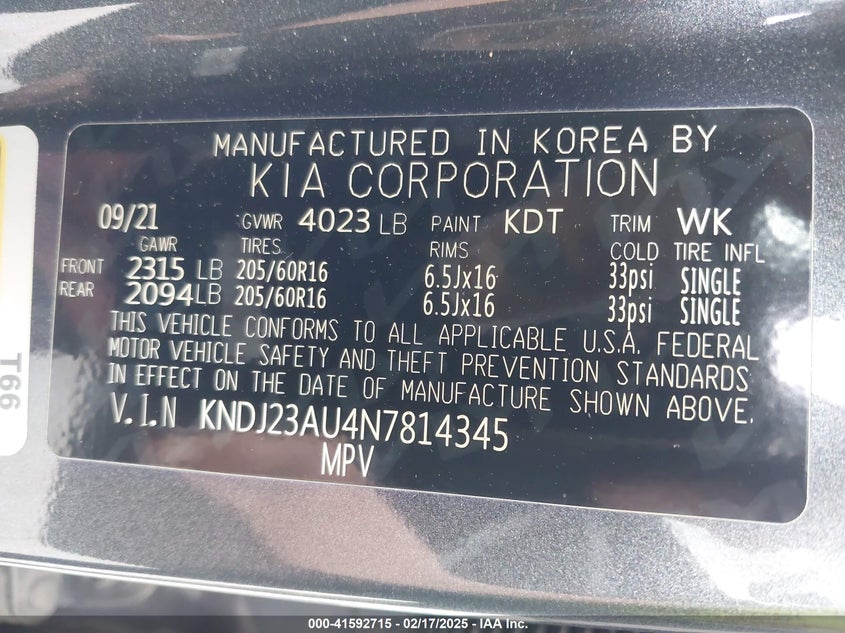 MANUFACTURED IN KOREA BY
KIA CORPORATION
09/21 GVWR 4023 LB PAINT KDT TRIM WK
GAWR TIRES RIMS COLD TIRE INFL
FRONT 2315 LB 205/60R16 6.5Jx16 33psi SINGLE
REAR 2094 LB 205/60R16 6.5Jx16 33psi SINGLE
THIS VEHICLE CONFORMS TO ALL APPLICABLE U.S.A. FEDERAL
MOTOR VEHICLE SAFETY AND THEFT PREVENTION STANDARDS
IN EFFECT ON THE DATE OF MANUFACTURE SHOWN ABOVE.
V.I.N KNDJ23AU4N7814345
MPV
T66
000-41592715 - 02/17/2025 - IAA Inc.